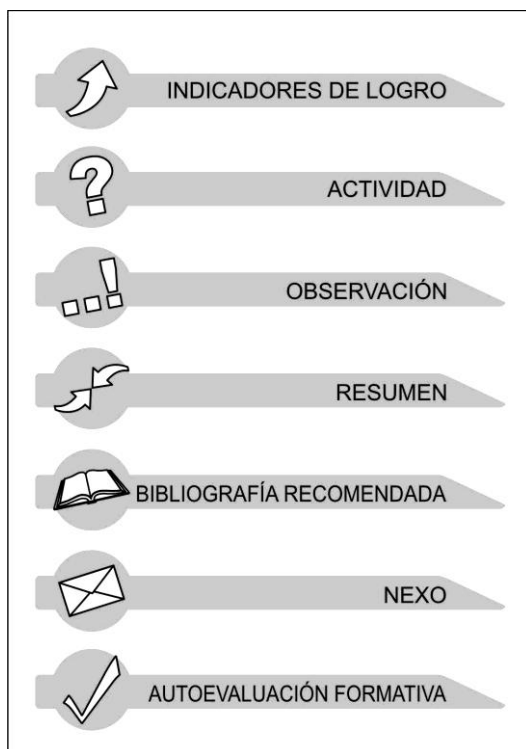 INDICADORES DE LOGRO
ACTIVIDAD
OBSERVACIÓN
RESUMEN
BIBLIOGRAFÍA RECOMENDADA
NEXO
AUTOEVALUACIÓN FORMATIVA